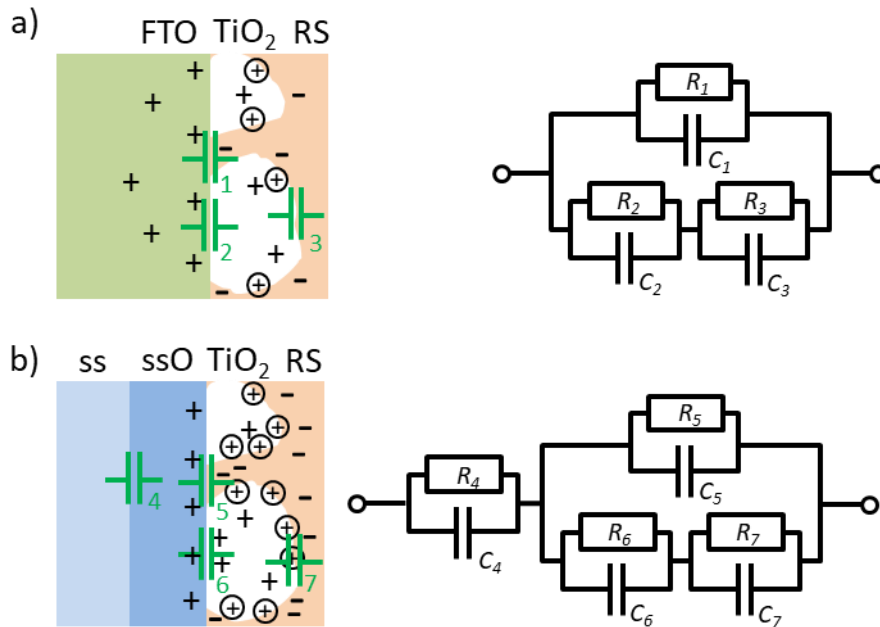 a)
FTO TiO₂ RS
1
2
3
R₁
C₁
R₂
R₃
C₂
C₃
b)
ss ssO TiO₂ RS
4
5
6
7
R₄
C₄
R₅
C₅
R₆
R₇
C₆
C₇